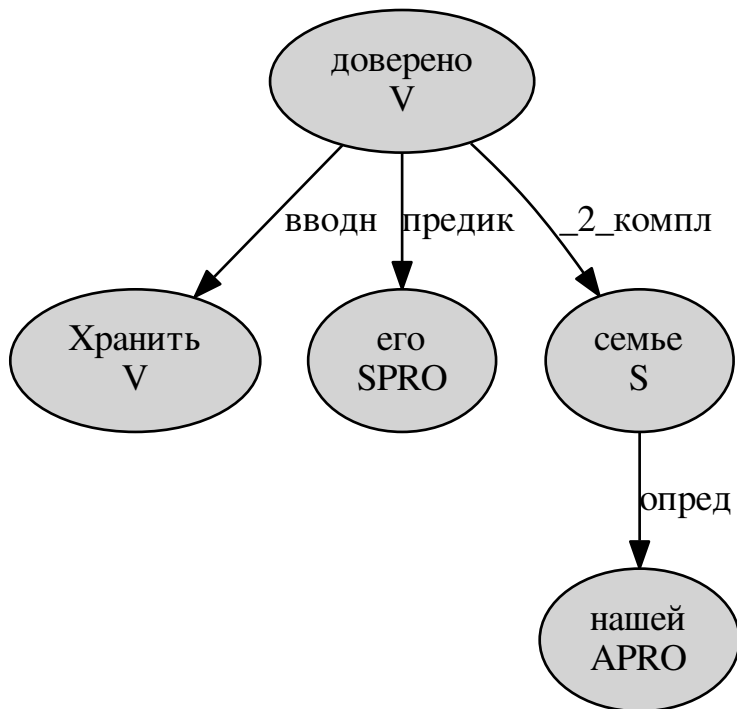 доверено
V
вводн
предик
_2_компл
Хранить
V
его
SPRO
семье
S
опред
нашей
APRO